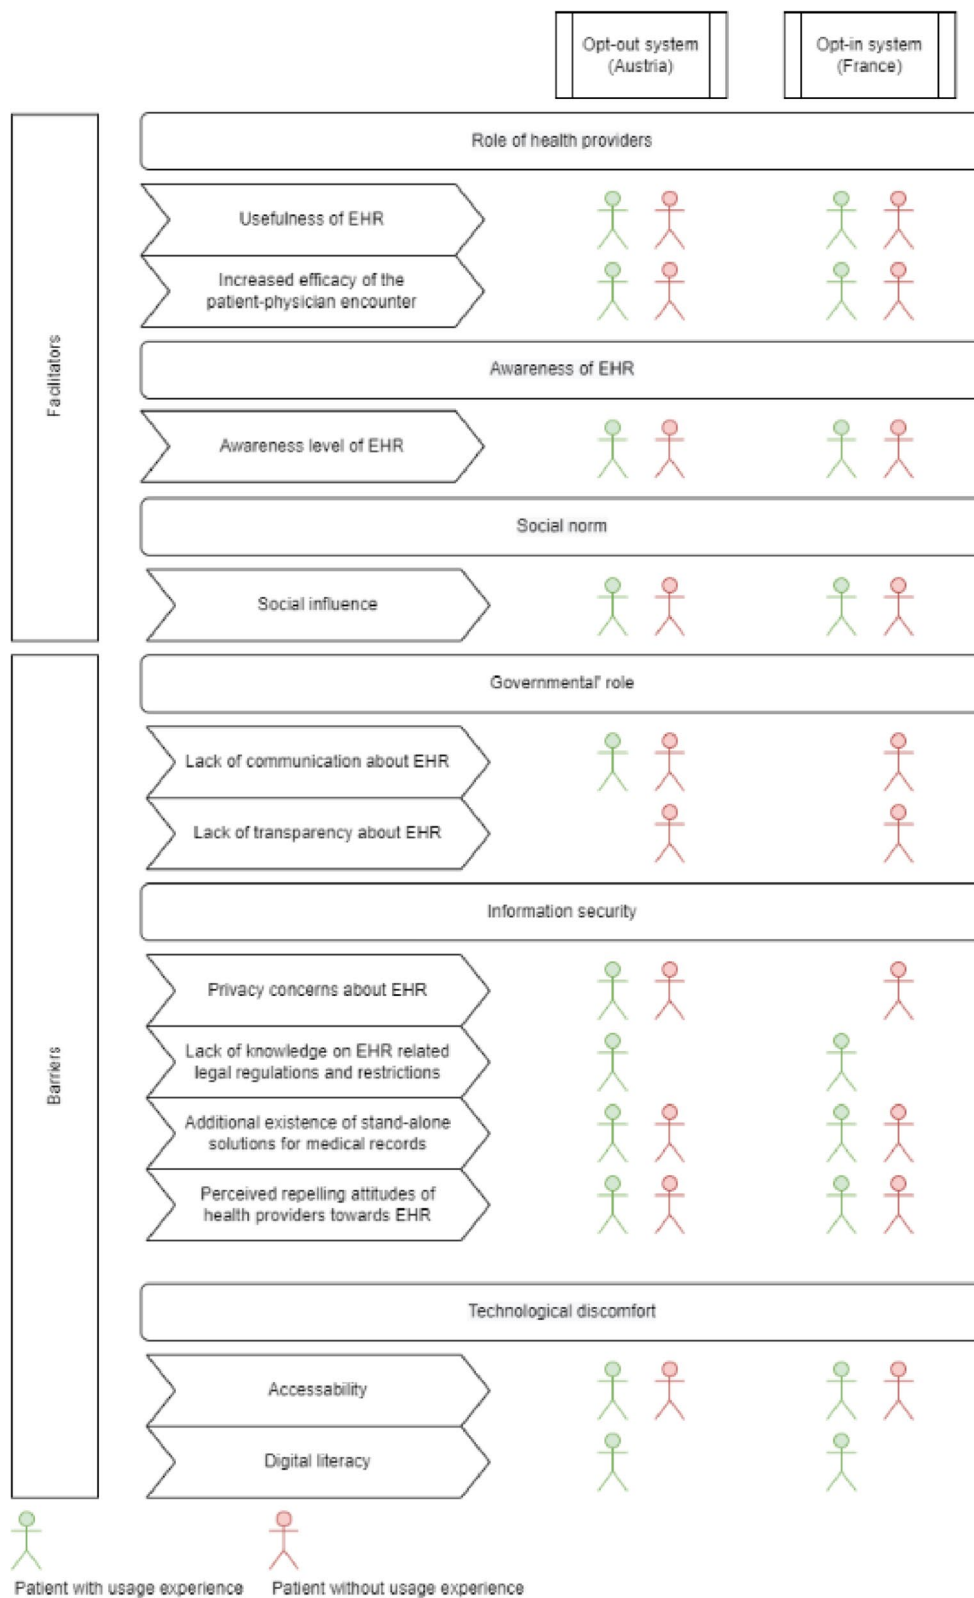 Opt-out system
(Austria)
Opt-in system
(France)
Facilitators
Role of health providers
Usefulness of EHR
Increased efficacy of the
patient-physician encounter
Awareness of EHR
Awareness level of EHR
Social norm
Social influence
Barriers
Governmental' role
Lack of communication about EHR
Lack of transparency about EHR
Information security
Privacy concerns about EHR
Lack of knowledge on EHR related
legal regulations and restrictions
Additional existence of stand-alone
solutions for medical records
Perceived repelling attitudes of
health providers towards EHR
Technological discomfort
Accessability
Digital literacy
Patient with usage experience
Patient without usage experience